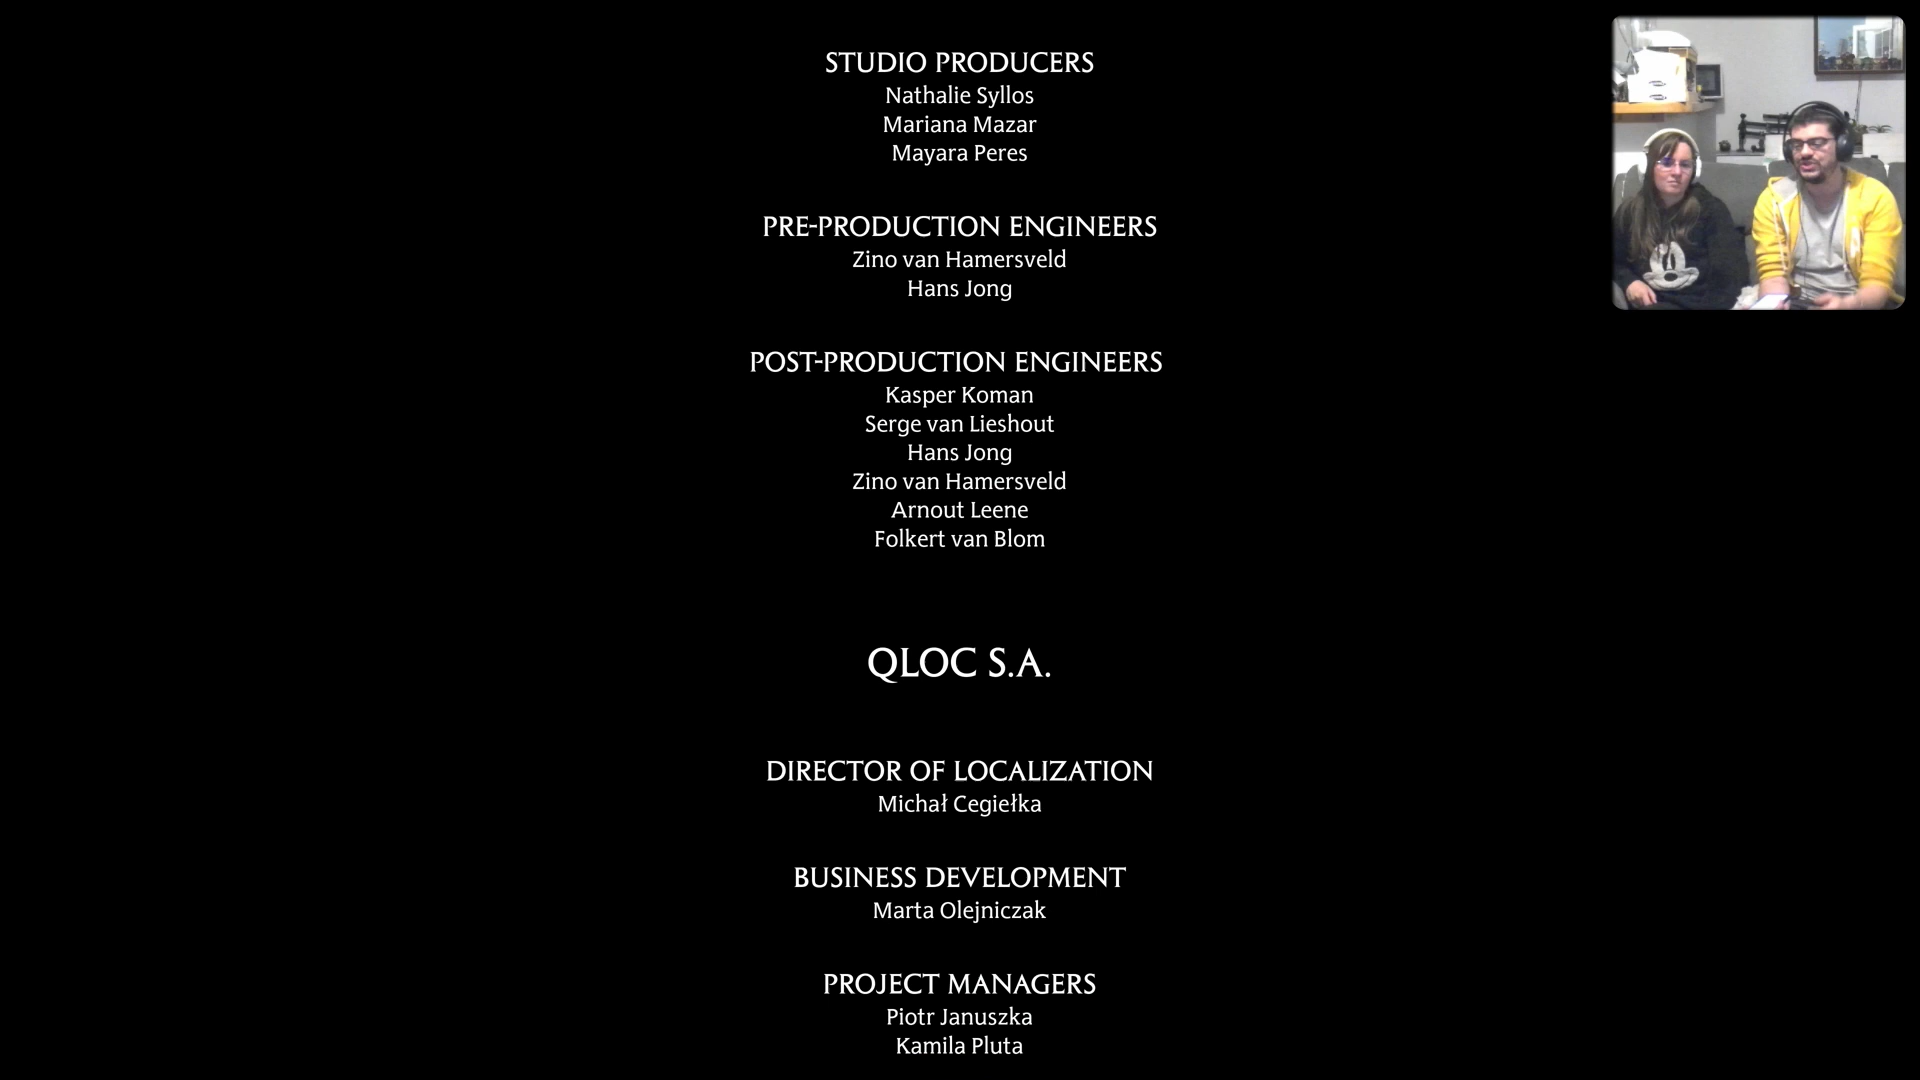 STUDIO PRODUCERS
Nathalie Syllos
Mariana Mazar
Mayara Peres
PRE-PRODUCTION ENGINEERS
Zino van Hamersveld
Hans Jong
POST-PRODUCTION ENGINEERS
Kasper Koman
Serge van Lieshout
Hans Jong
Zino van Hamersveld
Arnout Leene
Folkert van Blom
QLOC S.A.
DIRECTOR OF LOCALIZATION
Michał Cegiełka
BUSINESS DEVELOPMENT
Marta Olejniczak
PROJECT MANAGERS
Piotr Januszka
Kamila Pluta